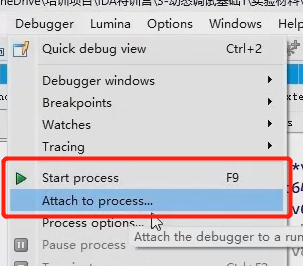 neDrive\培训项目\IDA特训营\3-动态调试基础1\实验材料
Debugger Lumina Options Windows
Quick debug view Ctrl+2
Debugger windows
Breakpoints
Watches
Tracing
Start process F9
Attach to process...
Process options...
Attach the debugger to a run
Pause process